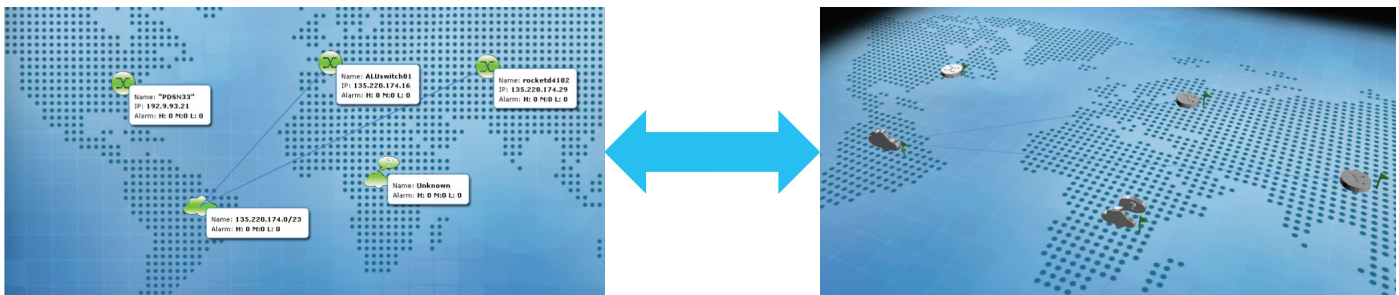 Name: "PDSN33"
IP: 192.9.93.21
Alarm: H: 0 M:0 L: 0
Name: ALUswitch01
IP: 135.220.174.16
Alarm: H: 0 M:0 L: 0
Name: rocketd4102
IP: 135.220.174.29
Alarm: H: 0 M:0 L: 0
Name: Unknown
Alarm: H: 0 M:0 L: 0
Name: 135.220.174.0/23
Alarm: H: 0 M:0 L: 0